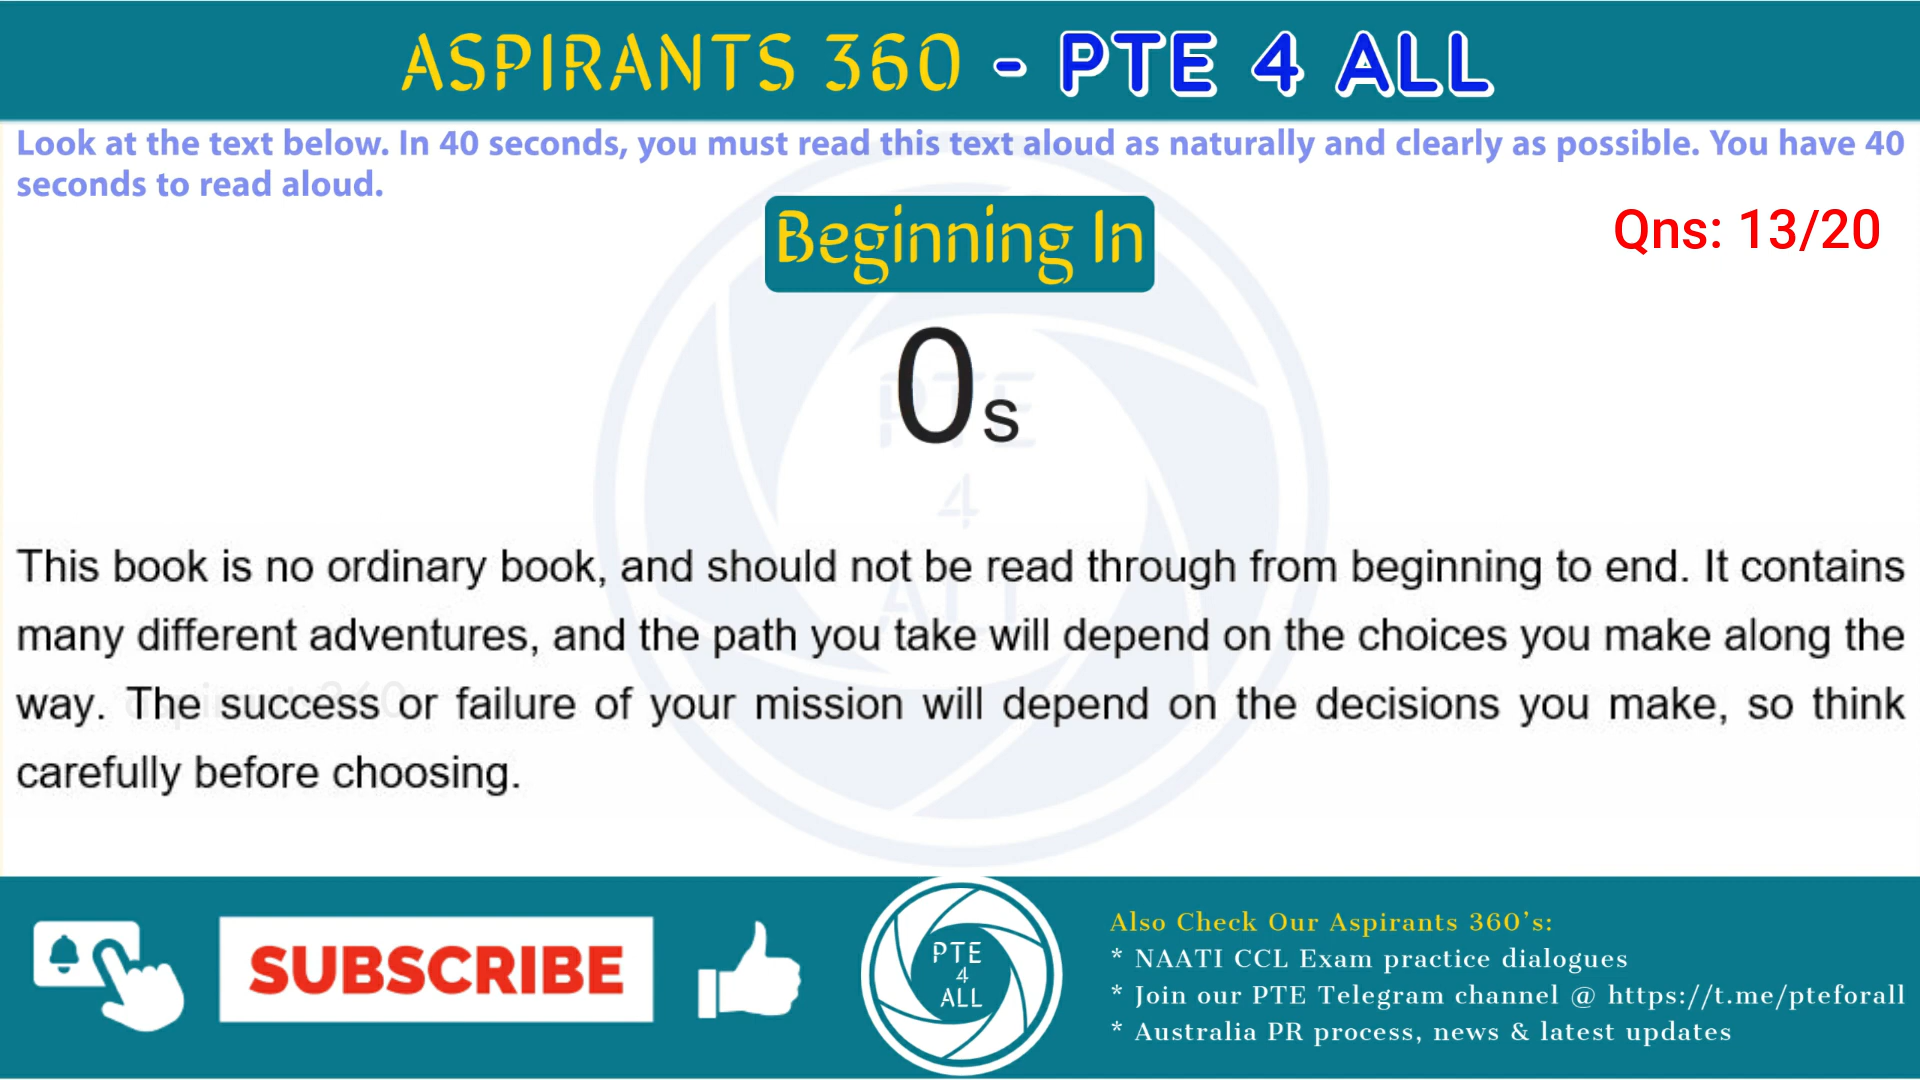 ASPIRANTS 360 - PTE 4 ALL
Look at the text below. In 40 seconds, you must read this text aloud as naturally and clearly as possible. You have 40
seconds to read aloud.
Beginning In
Qns: 13/20
0s
PTE
4
ALL
This book is no ordinary book, and should not be read through from beginning to end. It contains
many different adventures, and the path you take will depend on the choices you make along the
way. The success or failure of your mission will depend on the decisions you make, so think
carefully before choosing.
aspirants 360
SUBSCRIBE
PTE
4
ALL
Also Check Our Aspirants 360's:
* NAATI CCL Exam practice dialogues
* Join our PTE Telegram channel @ https://t.me/pteforall
* Australia PR process, news & latest updates